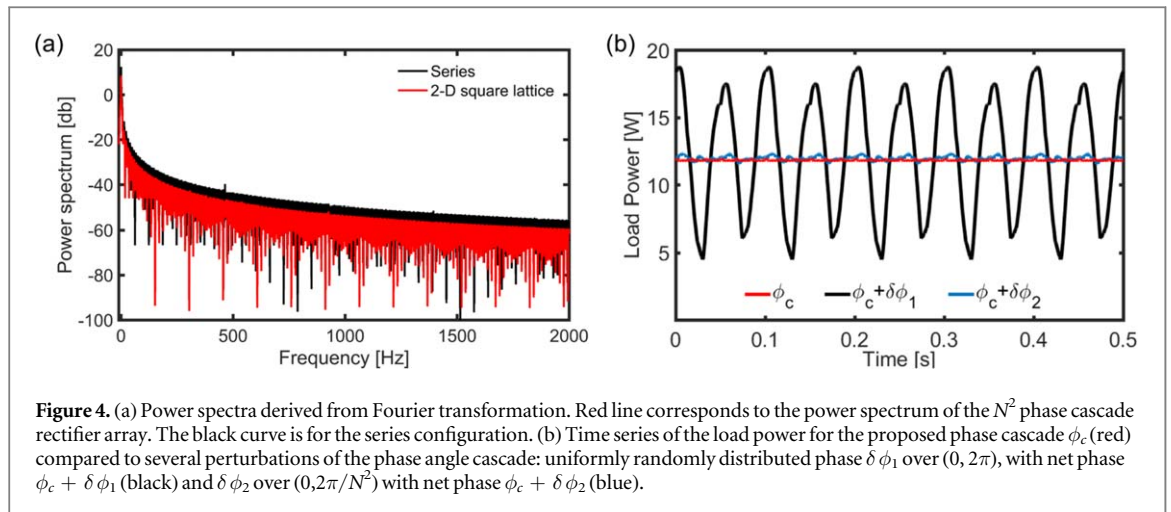 (a)
20
0
-20
-40
-60
-80
-100
Power spectrum [db]
Series
2-D square lattice
0 500 1000 1500 2000
Frequency [Hz]
(b)
20
15
10
5
Load Power [W]
ϕc ϕc+δϕ1 ϕc+δϕ2
0 0.1 0.2 0.3 0.4 0.5
Time [s]
Figure 4. (a) Power spectra derived from Fourier transformation. Red line corresponds to the power spectrum of the N² phase cascade
rectifier array. The black curve is for the series configuration. (b) Time series of the load power for the proposed phase cascade ϕc (red)
compared to several perturbations of the phase angle cascade: uniformly randomly distributed phase δϕ1 over (0, 2π), with net phase
ϕc + δϕ1 (black) and δϕ2 over (0,2π/N²) with net phase ϕc + δϕ2 (blue).